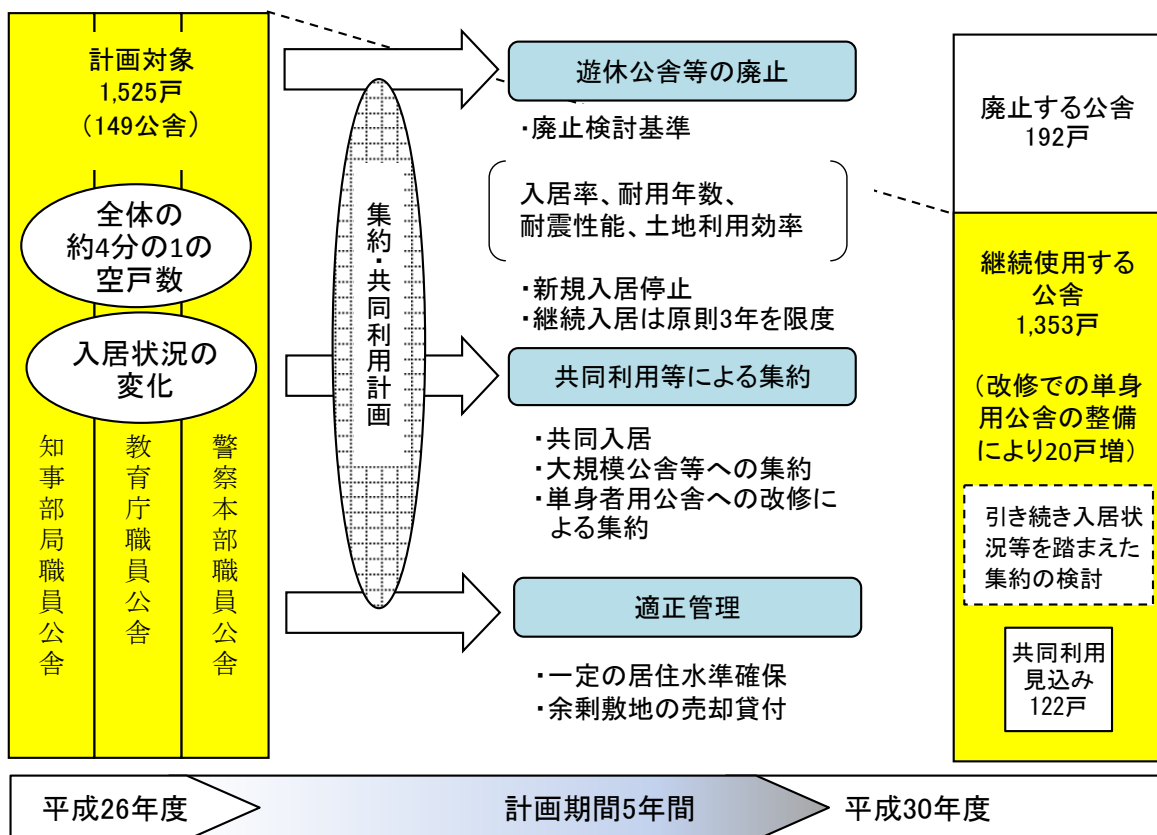 計画対象
1,525戸
（149公舎）
全体の
約4分の1の
空戸数
入居状況の
変化
知事部局職員公舎
教育庁職員公舎
警察本部職員公舎
集約・共同利用計画
遊休公舎等の廃止
・廃止検討基準
入居率、耐用年数、
耐震性能、土地利用効率
・新規入居停止
・継続入居は原則3年を限度
共同利用等による集約
・共同入居
・大規模公舎等への集約
・単身者用公舎への改修に
よる集約
適正管理
・一定の居住水準確保
・余剰敷地の売却貸付
廃止する公舎
192戸
継続使用する
公舎
1,353戸
（改修での単身
用公舎の整備
により20戸増）
引き続き入居状
況等を踏まえた
集約の検討
共同利用
見込み
122戸
平成26年度
計画期間5年間
平成30年度